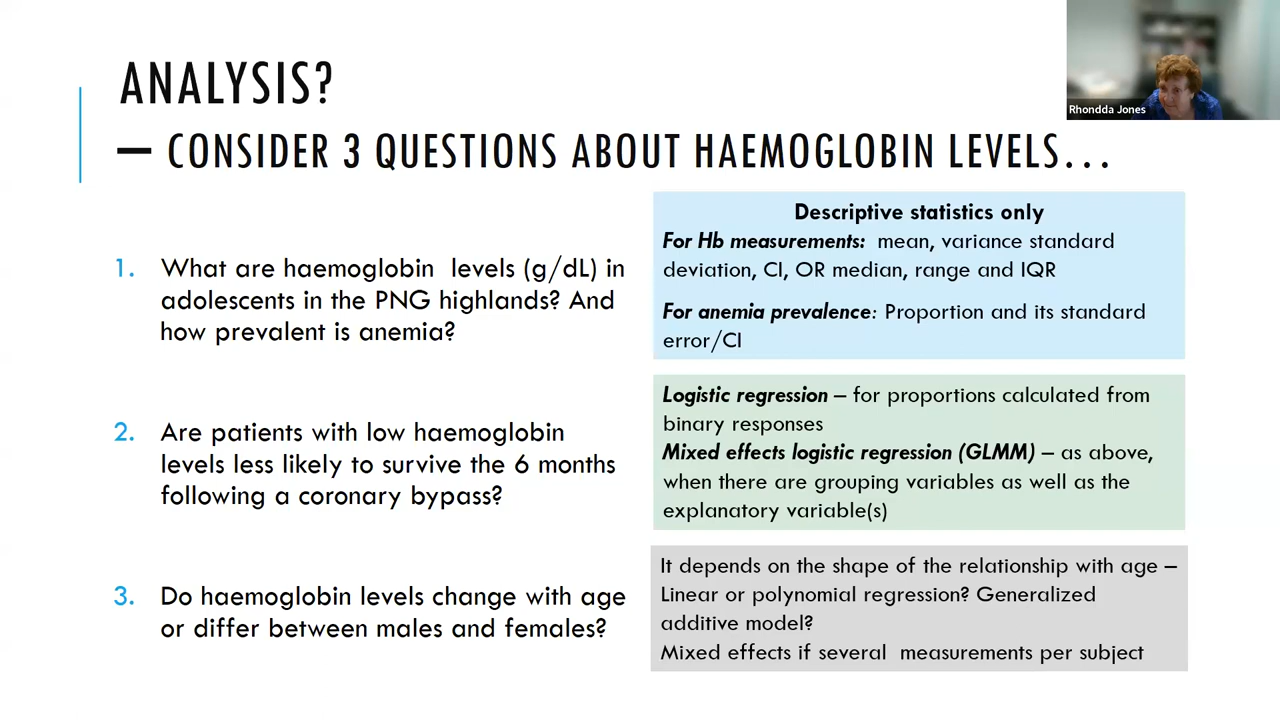 ANALYSIS?
– CONSIDER 3 QUESTIONS ABOUT HAEMOGLOBIN LEVELS...
Rhondda Jones
1. What are haemoglobin levels (g/dL) in
adolescents in the PNG highlands? And
how prevalent is anemia?
Descriptive statistics only
For Hb measurements: mean, variance standard
deviation, CI, OR median, range and IQR
For anemia prevalence: Proportion and its standard
error/CI
2. Are patients with low haemoglobin
levels less likely to survive the 6 months
following a coronary bypass?
Logistic regression – for proportions calculated from
binary responses
Mixed effects logistic regression (GLMM) – as above,
when there are grouping variables as well as the
explanatory variable(s)
3. Do haemoglobin levels change with age
or differ between males and females?
It depends on the shape of the relationship with age –
Linear or polynomial regression? Generalized
additive model?
Mixed effects if several measurements per subject